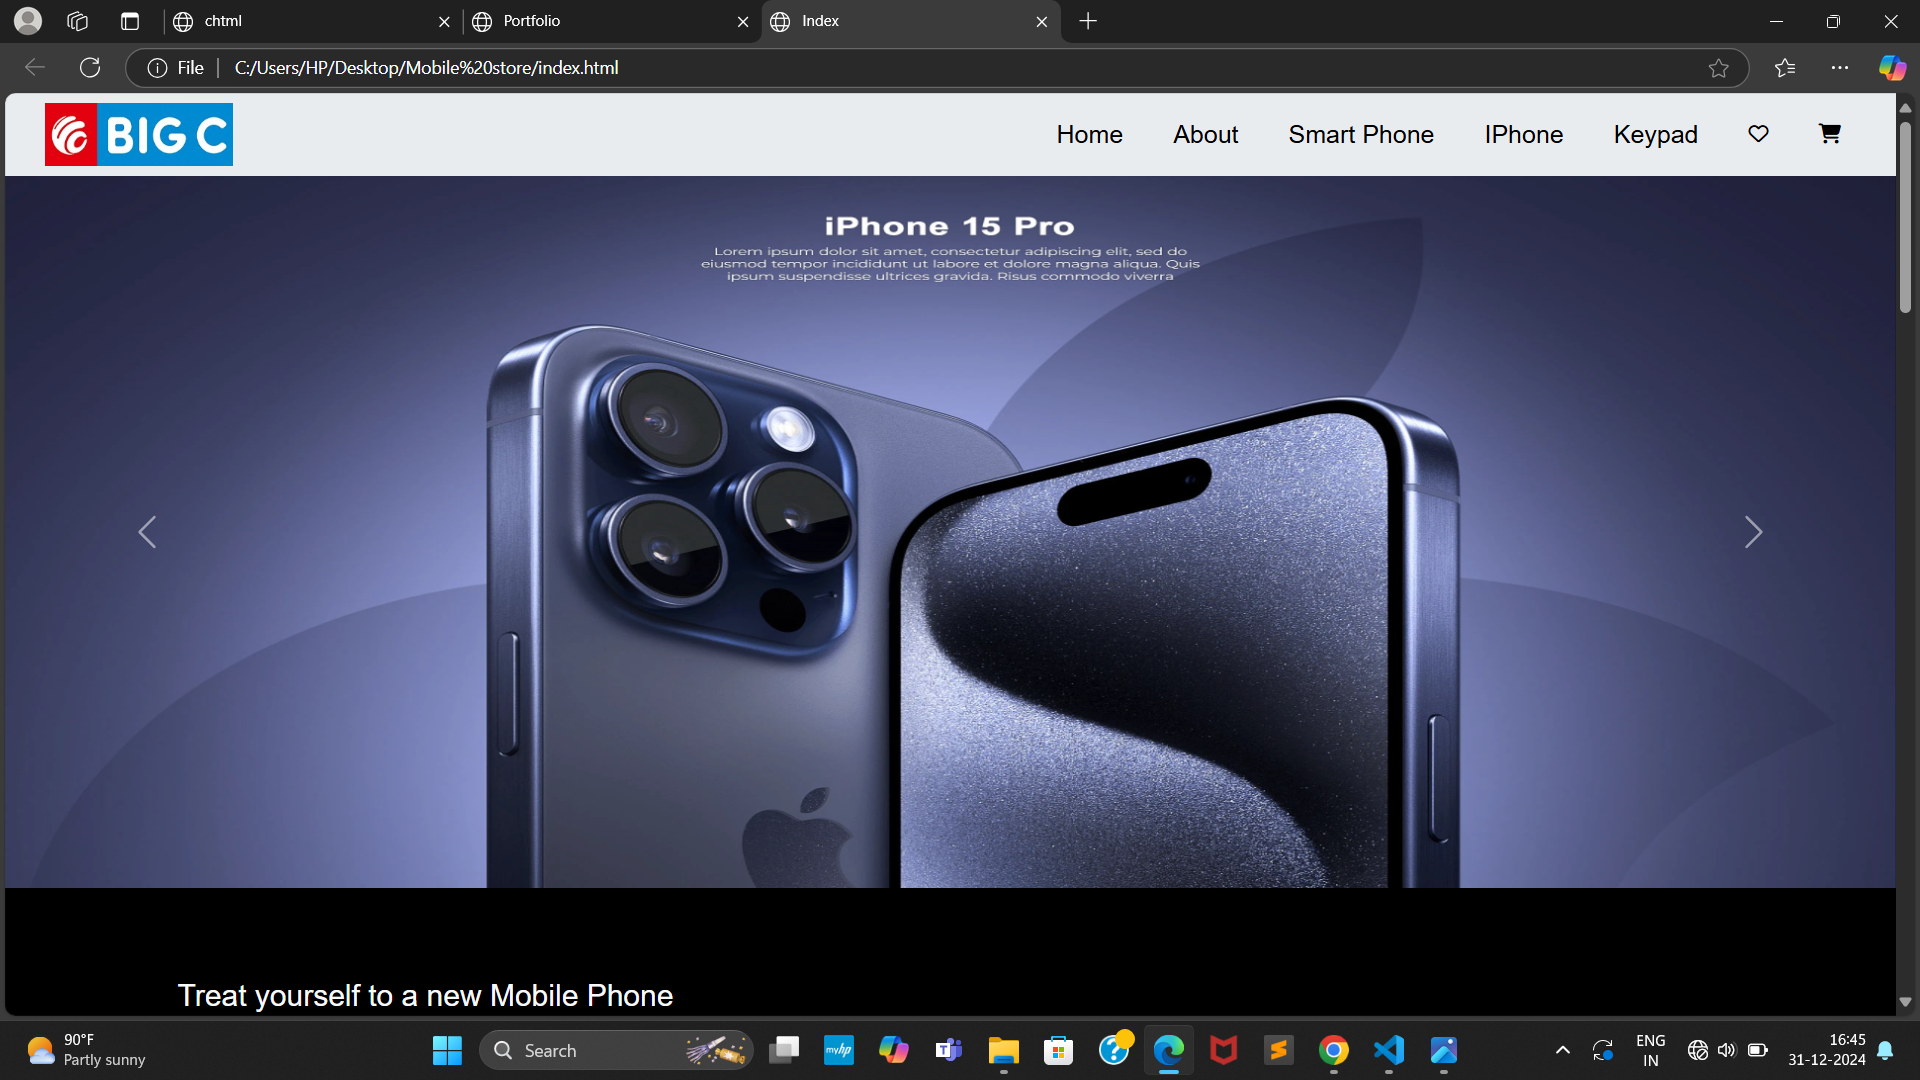 chtml
Portfolio
Index
File
C:/Users/HP/Desktop/Mobile%20store/index.html
BIG C
Home
About
Smart Phone
IPhone
Keypad
iPhone 15 Pro
Lorem ipsum dolor sit amet, consectetur adipiscing elit, sed do
eiusmod tempor incididunt ut labore et dolore magna aliqua. Quis
ipsum suspendisse ultrices gravida. Risus commodo viverra
Treat yourself to a new Mobile Phone
90°F
Partly sunny
Search
myhp
T
ENG
IN
16:45
31-12-2024